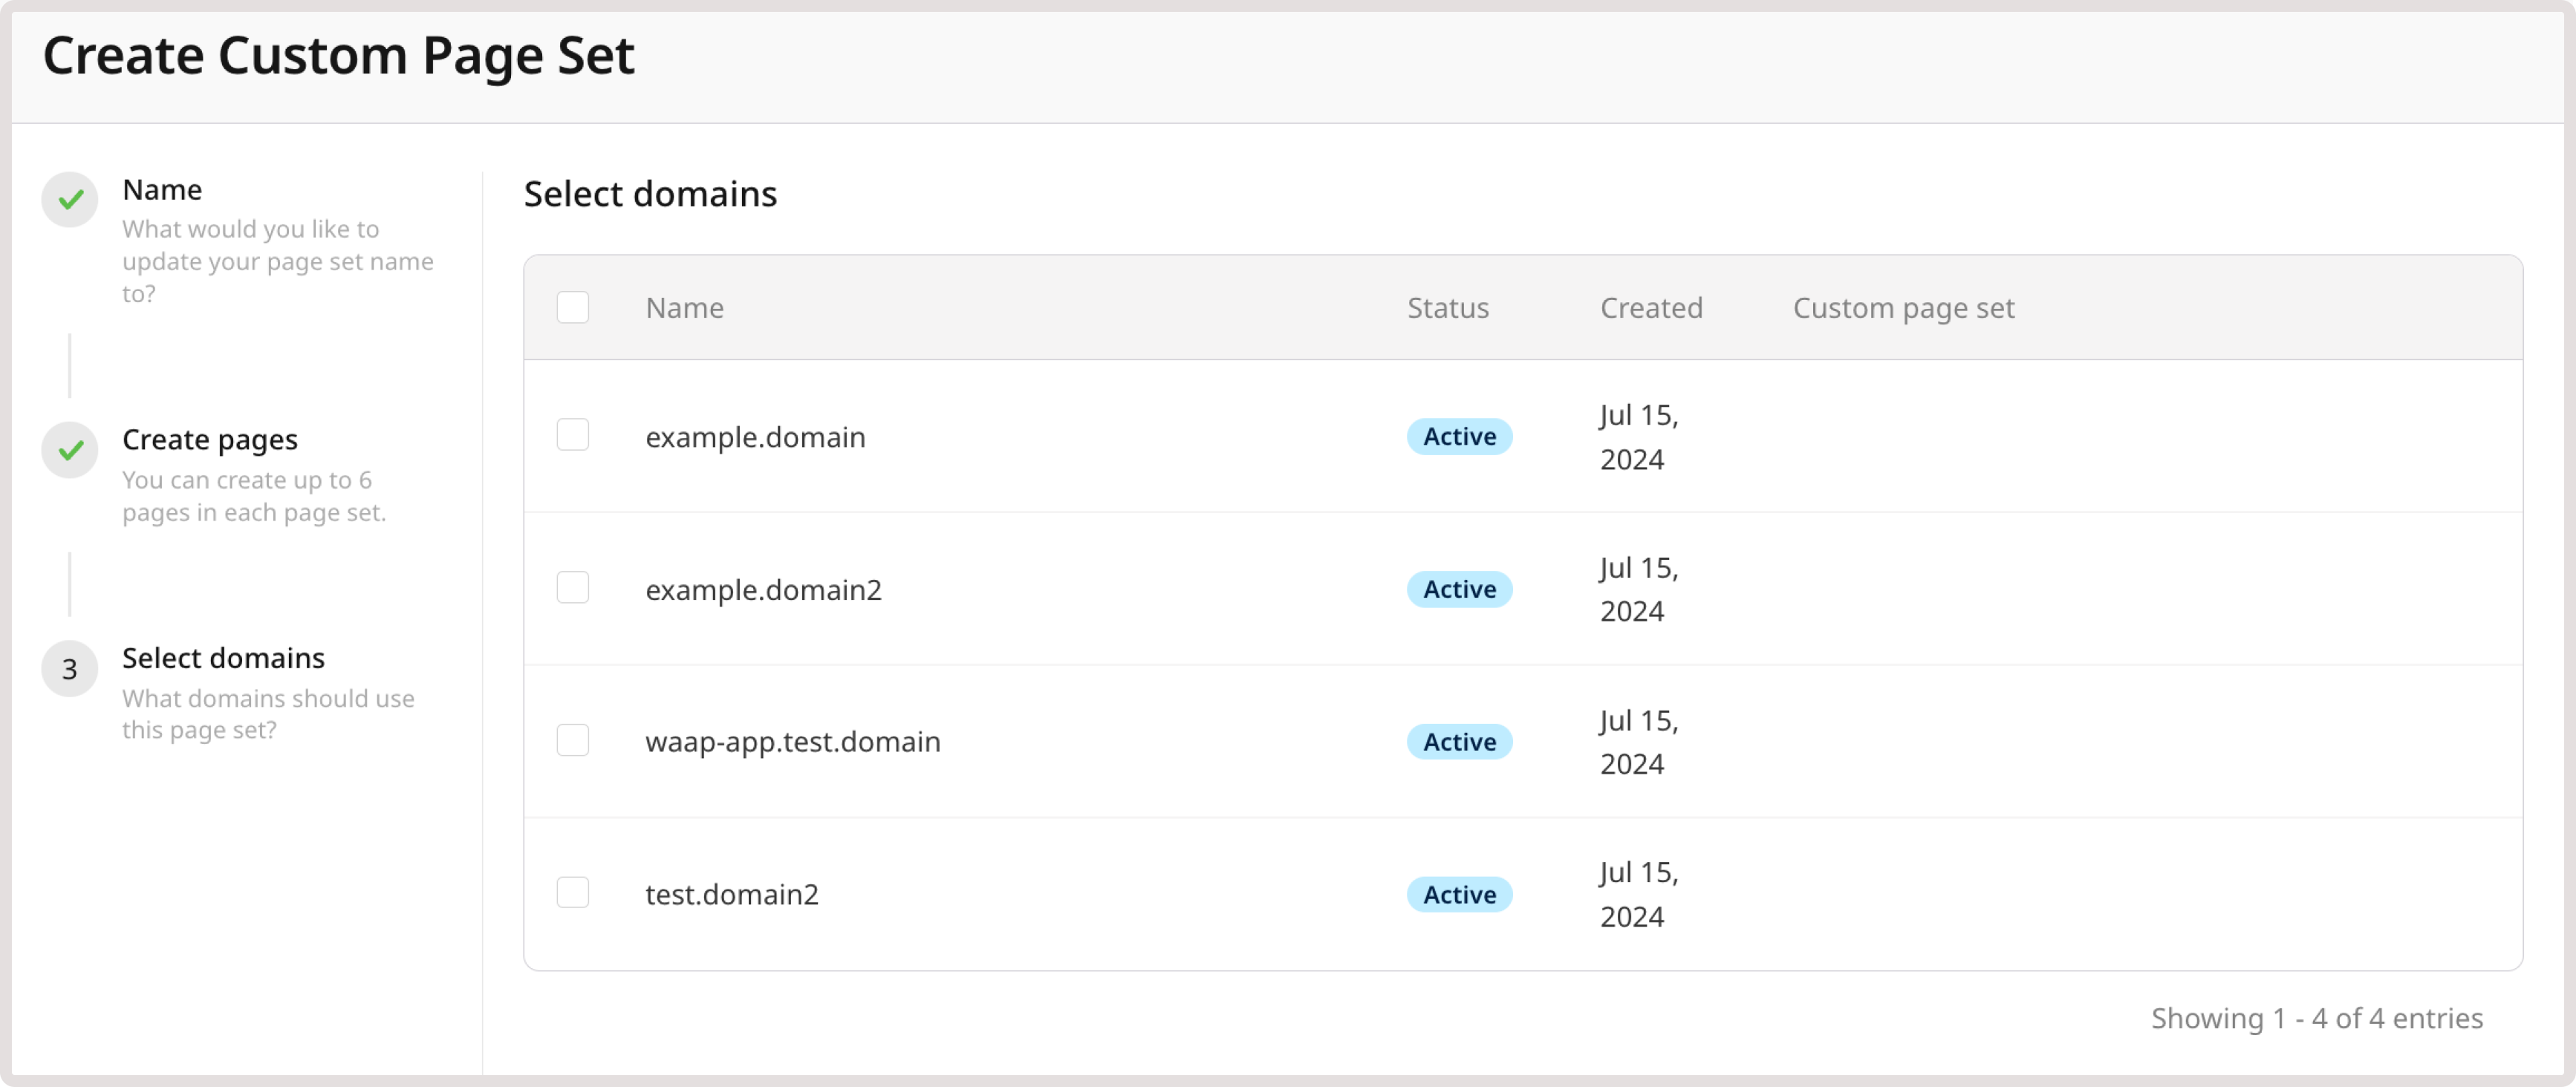 Create Custom Page Set
Name
What would you like to
update your page set name
to?
Create pages
You can create up to 6
pages in each page set.
3
Select domains
What domains should use
this page set?
Select domains
Name Status Created Custom page set
example.domain Active Jul 15,
2024
example.domain2 Active Jul 15,
2024
waap-app.test.domain Active Jul 15,
2024
test.domain2 Active Jul 15,
2024
Showing 1 - 4 of 4 entries